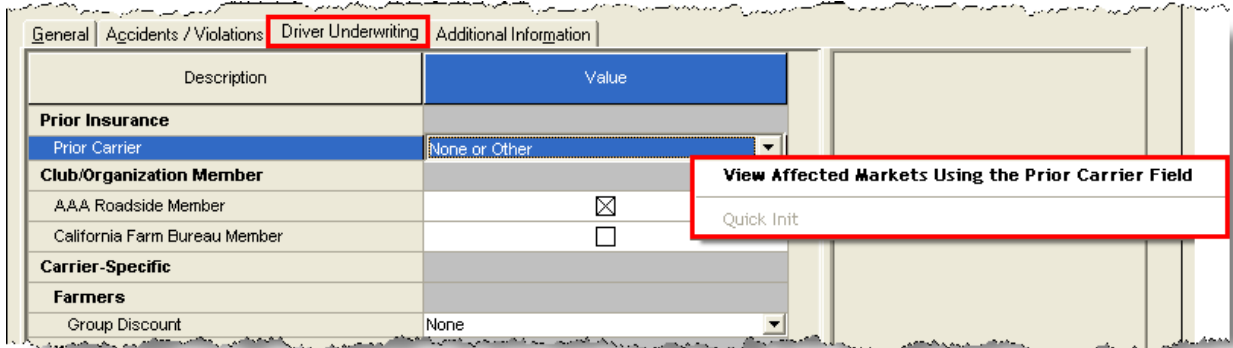 General Accidents / Violations Driver Underwriting Additional Information
Description Value
Prior Insurance
Prior Carrier None or Other
Club/Organization Member
View Affected Markets Using the Prior Carrier Field
AAA Roadside Member
Quick Init
California Farm Bureau Member
Carrier-Specific
Farmers
Group Discount None